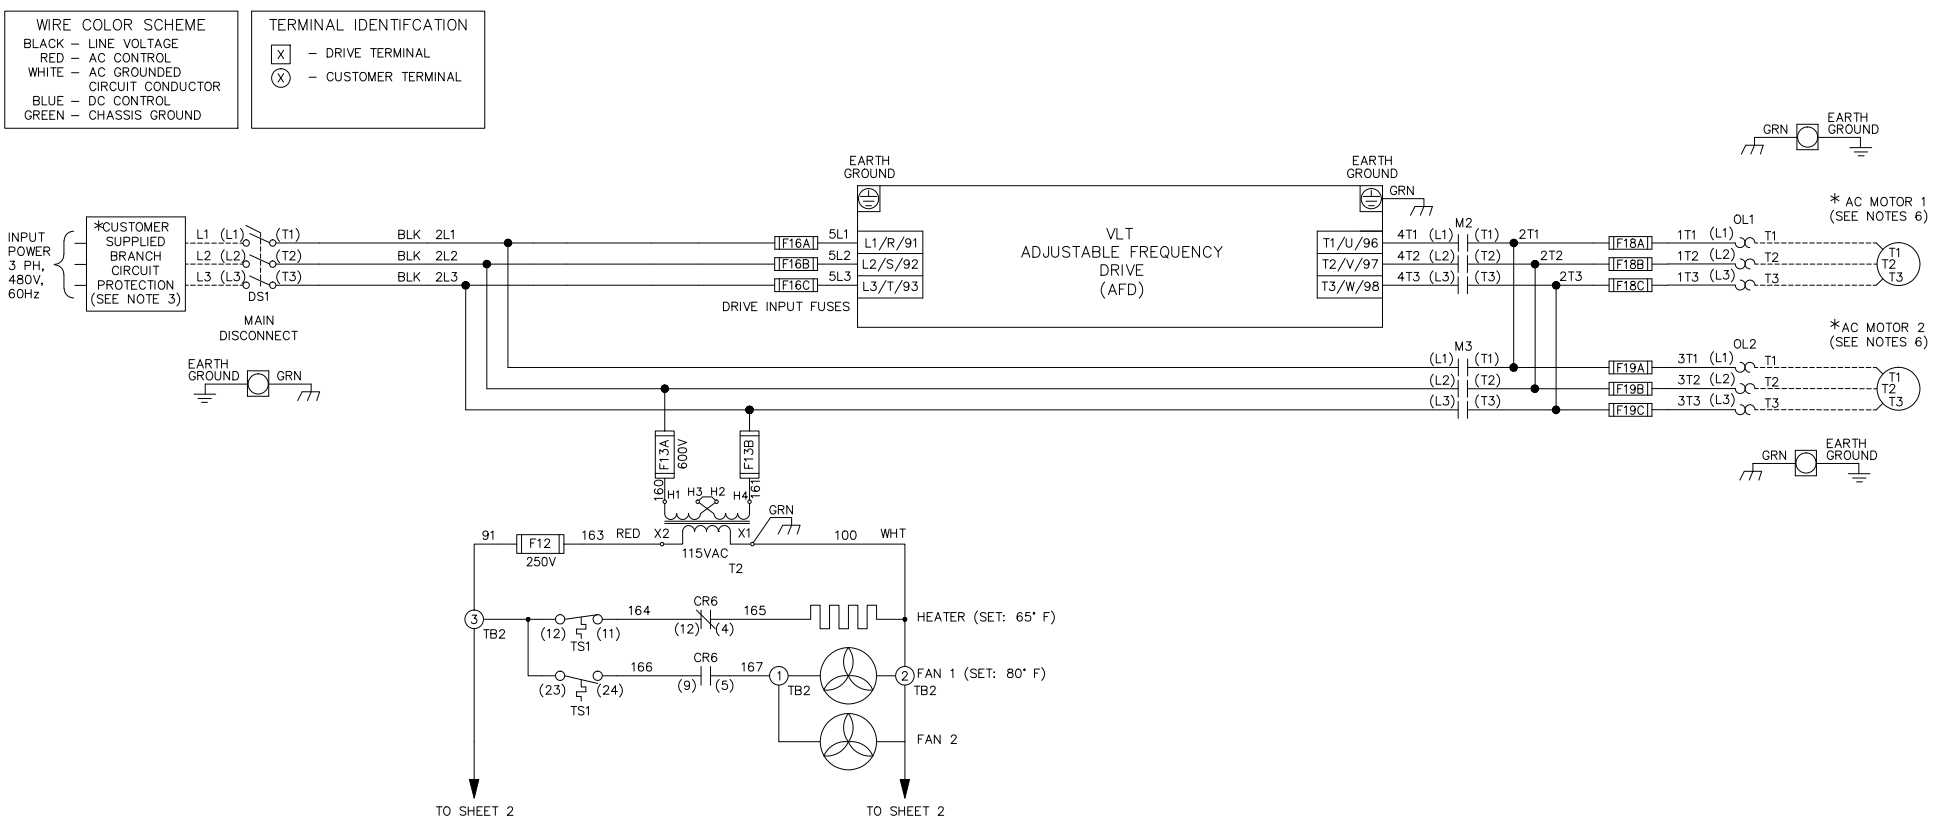 WIRE COLOR SCHEME
BLACK – LINE VOLTAGE
RED – AC CONTROL
WHITE – AC GROUNDED
CIRCUIT CONDUCTOR
BLUE – DC CONTROL
GREEN – CHASSIS GROUND
TERMINAL IDENTIFCATION
X – DRIVE TERMINAL
X – CUSTOMER TERMINAL
INPUT
POWER
3 PH,
480V,
60Hz
*CUSTOMER
SUPPLIED
BRANCH
CIRCUIT
PROTECTION
(SEE NOTE 3)
L1 (L1) (T1) BLK 2L1
L2 (L2) (T2) BLK 2L2
L3 (L3) (T3) BLK 2L3
DS1
MAIN
DISCONNECT
EARTH
GROUND GRN
F16A 5L1
F16B 5L2
F16C 5L3
DRIVE INPUT FUSES
EARTH
GROUND
L1/R/91
L2/S/92
L3/T/93
VLT
ADJUSTABLE FREQUENCY
DRIVE
(AFD)
EARTH
GROUND
GRN
T1/U/96
T2/V/97
T3/W/98
M2
4T1 (L1) (T1) 2T1
4T2 (L2) (T2) 2T2
4T3 (L3) (T3) 2T3
F18A
F18B
F18C
OL1
1T1 (L1) T1
1T2 (L2) T2
1T3 (L3) T3
EARTH
GRN GROUND
* AC MOTOR 1
(SEE NOTES 6)
T1
T2
T3
M3
(L1) (T1)
(L2) (T2)
(L3) (T3)
F19A
F19B
F19C
OL2
3T1 (L1) T1
3T2 (L2) T2
3T3 (L3) T3
*AC MOTOR 2
(SEE NOTES 6)
T1
T2
T3
EARTH
GRN GROUND
F13A
600V
F13B
160
161
H1 H3 H2 H4
GRN
91 F12 163 RED X2 X1 100 WHT
250V
115VAC
T2
3
TB2
164 CR6 165
(12) (11) (12) (4)
TS1
HEATER (SET: 65° F)
166 CR6 167
(23) (24) (9) (5)
TS1
1
TB2
2
TB2
FAN 1 (SET: 80° F)
FAN 2
TO SHEET 2
TO SHEET 2